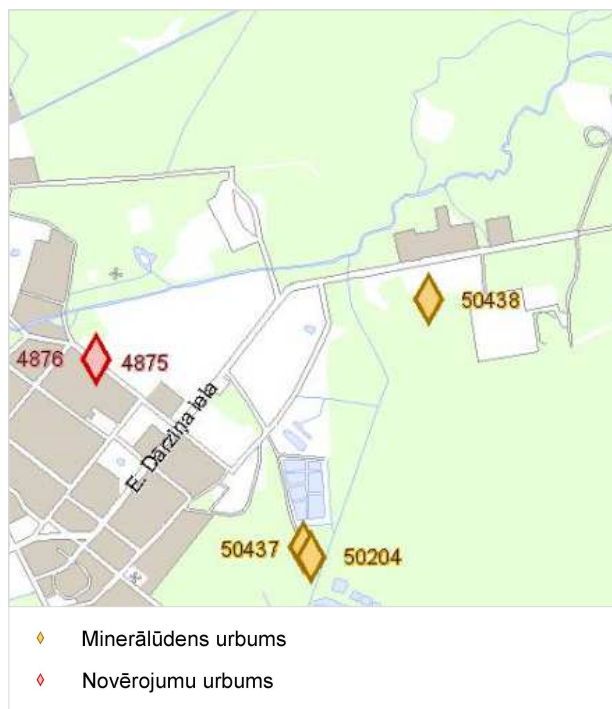 50438
4876 4875
E. Dārziņa iela
50437 50204
Minerālūdens urbums
Novērojumu urbums